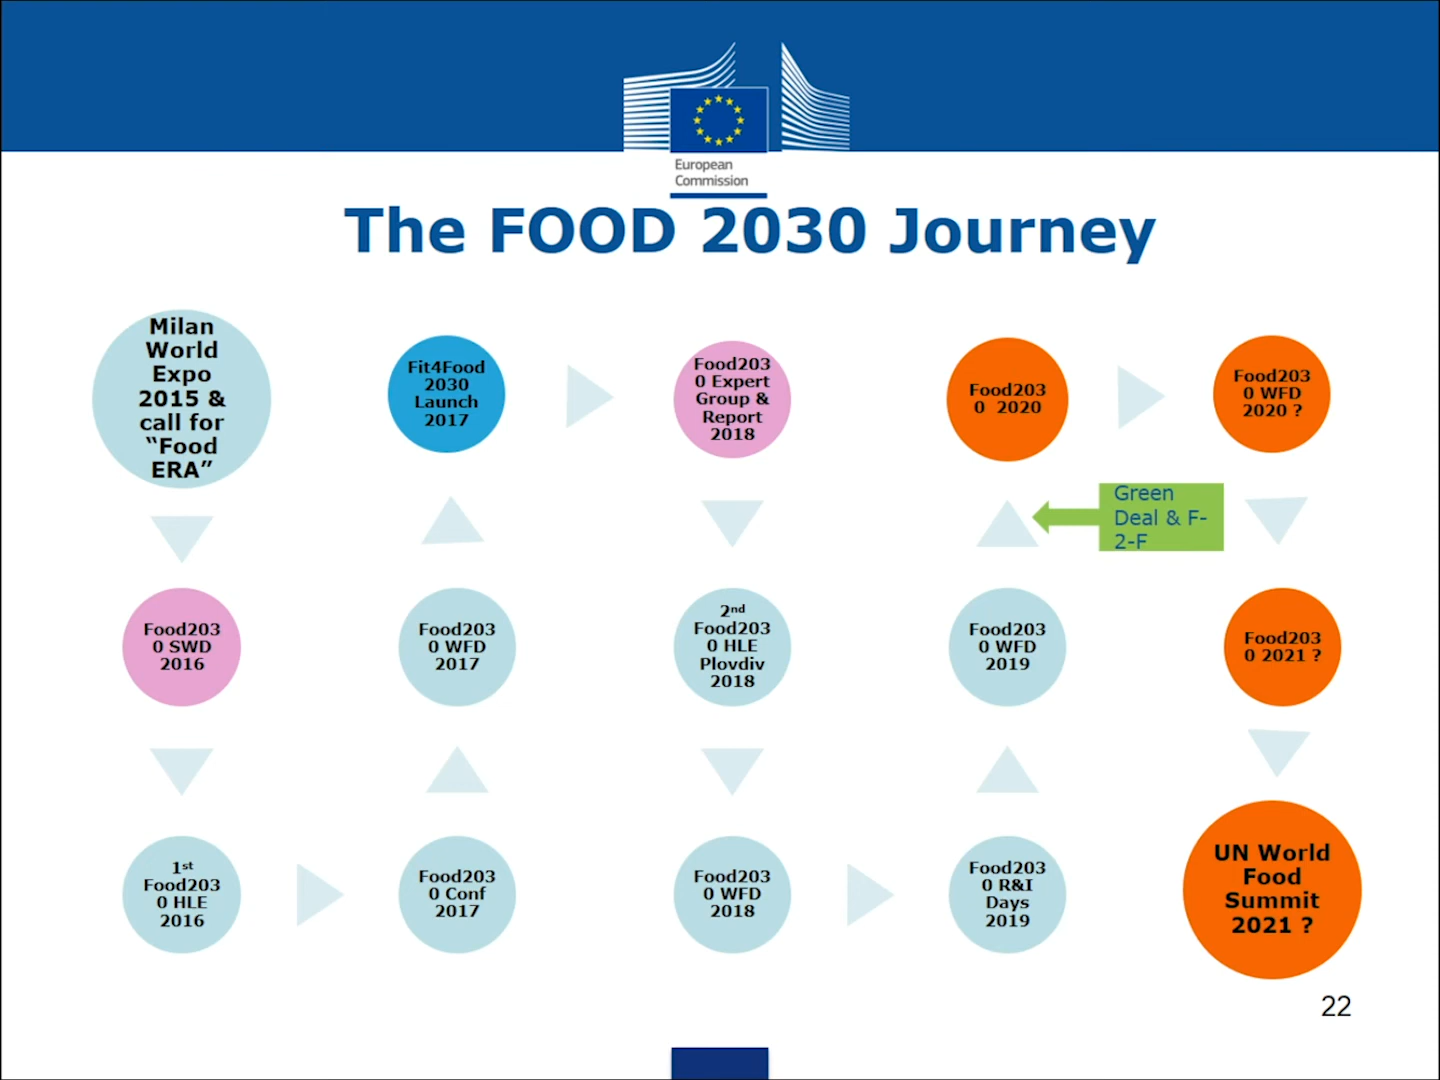 European
Commission
The FOOD 2030 Journey
Milan
World
Expo
2015 &
call for
“Food
ERA”
Food203
0 SWD
2016
1st
Food203
0 HLE
2016
Food203
0 Conf
2017
Food203
0 WFD
2017
Fit4Food
2030
Launch
2017
Food203
0 Expert
Group &
Report
2018
2nd
Food203
0 HLE
Plovdiv
2018
Food203
0 WFD
2018
Food203
0 R&I
Days
2019
Food203
0 WFD
2019
Green
Deal & F-
2-F
Food203
0 2020
Food203
0 WFD
2020 ?
Food203
0 2021 ?
UN World
Food
Summit
2021 ?
22